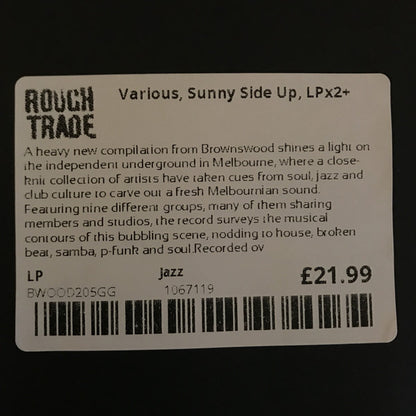 ROUGH TRADE
Various, Sunny Side Up, LPx2+
A heavy new compilation from Brownswood shines a light on
the independent underground in Melbourne, where a close-
knit collection of artists have taken cues from soul, jazz and
club culture to carve out a fresh Melbournian sound.
Featuring nine different groups, many of them sharing
members and studios, the record surveys the musical
contours of this bubbling scene, nodding to house, broken
beat, samba, p-funk and soul.Recorded ov
LP jazz £21.99
BWOOD205GG 1067119